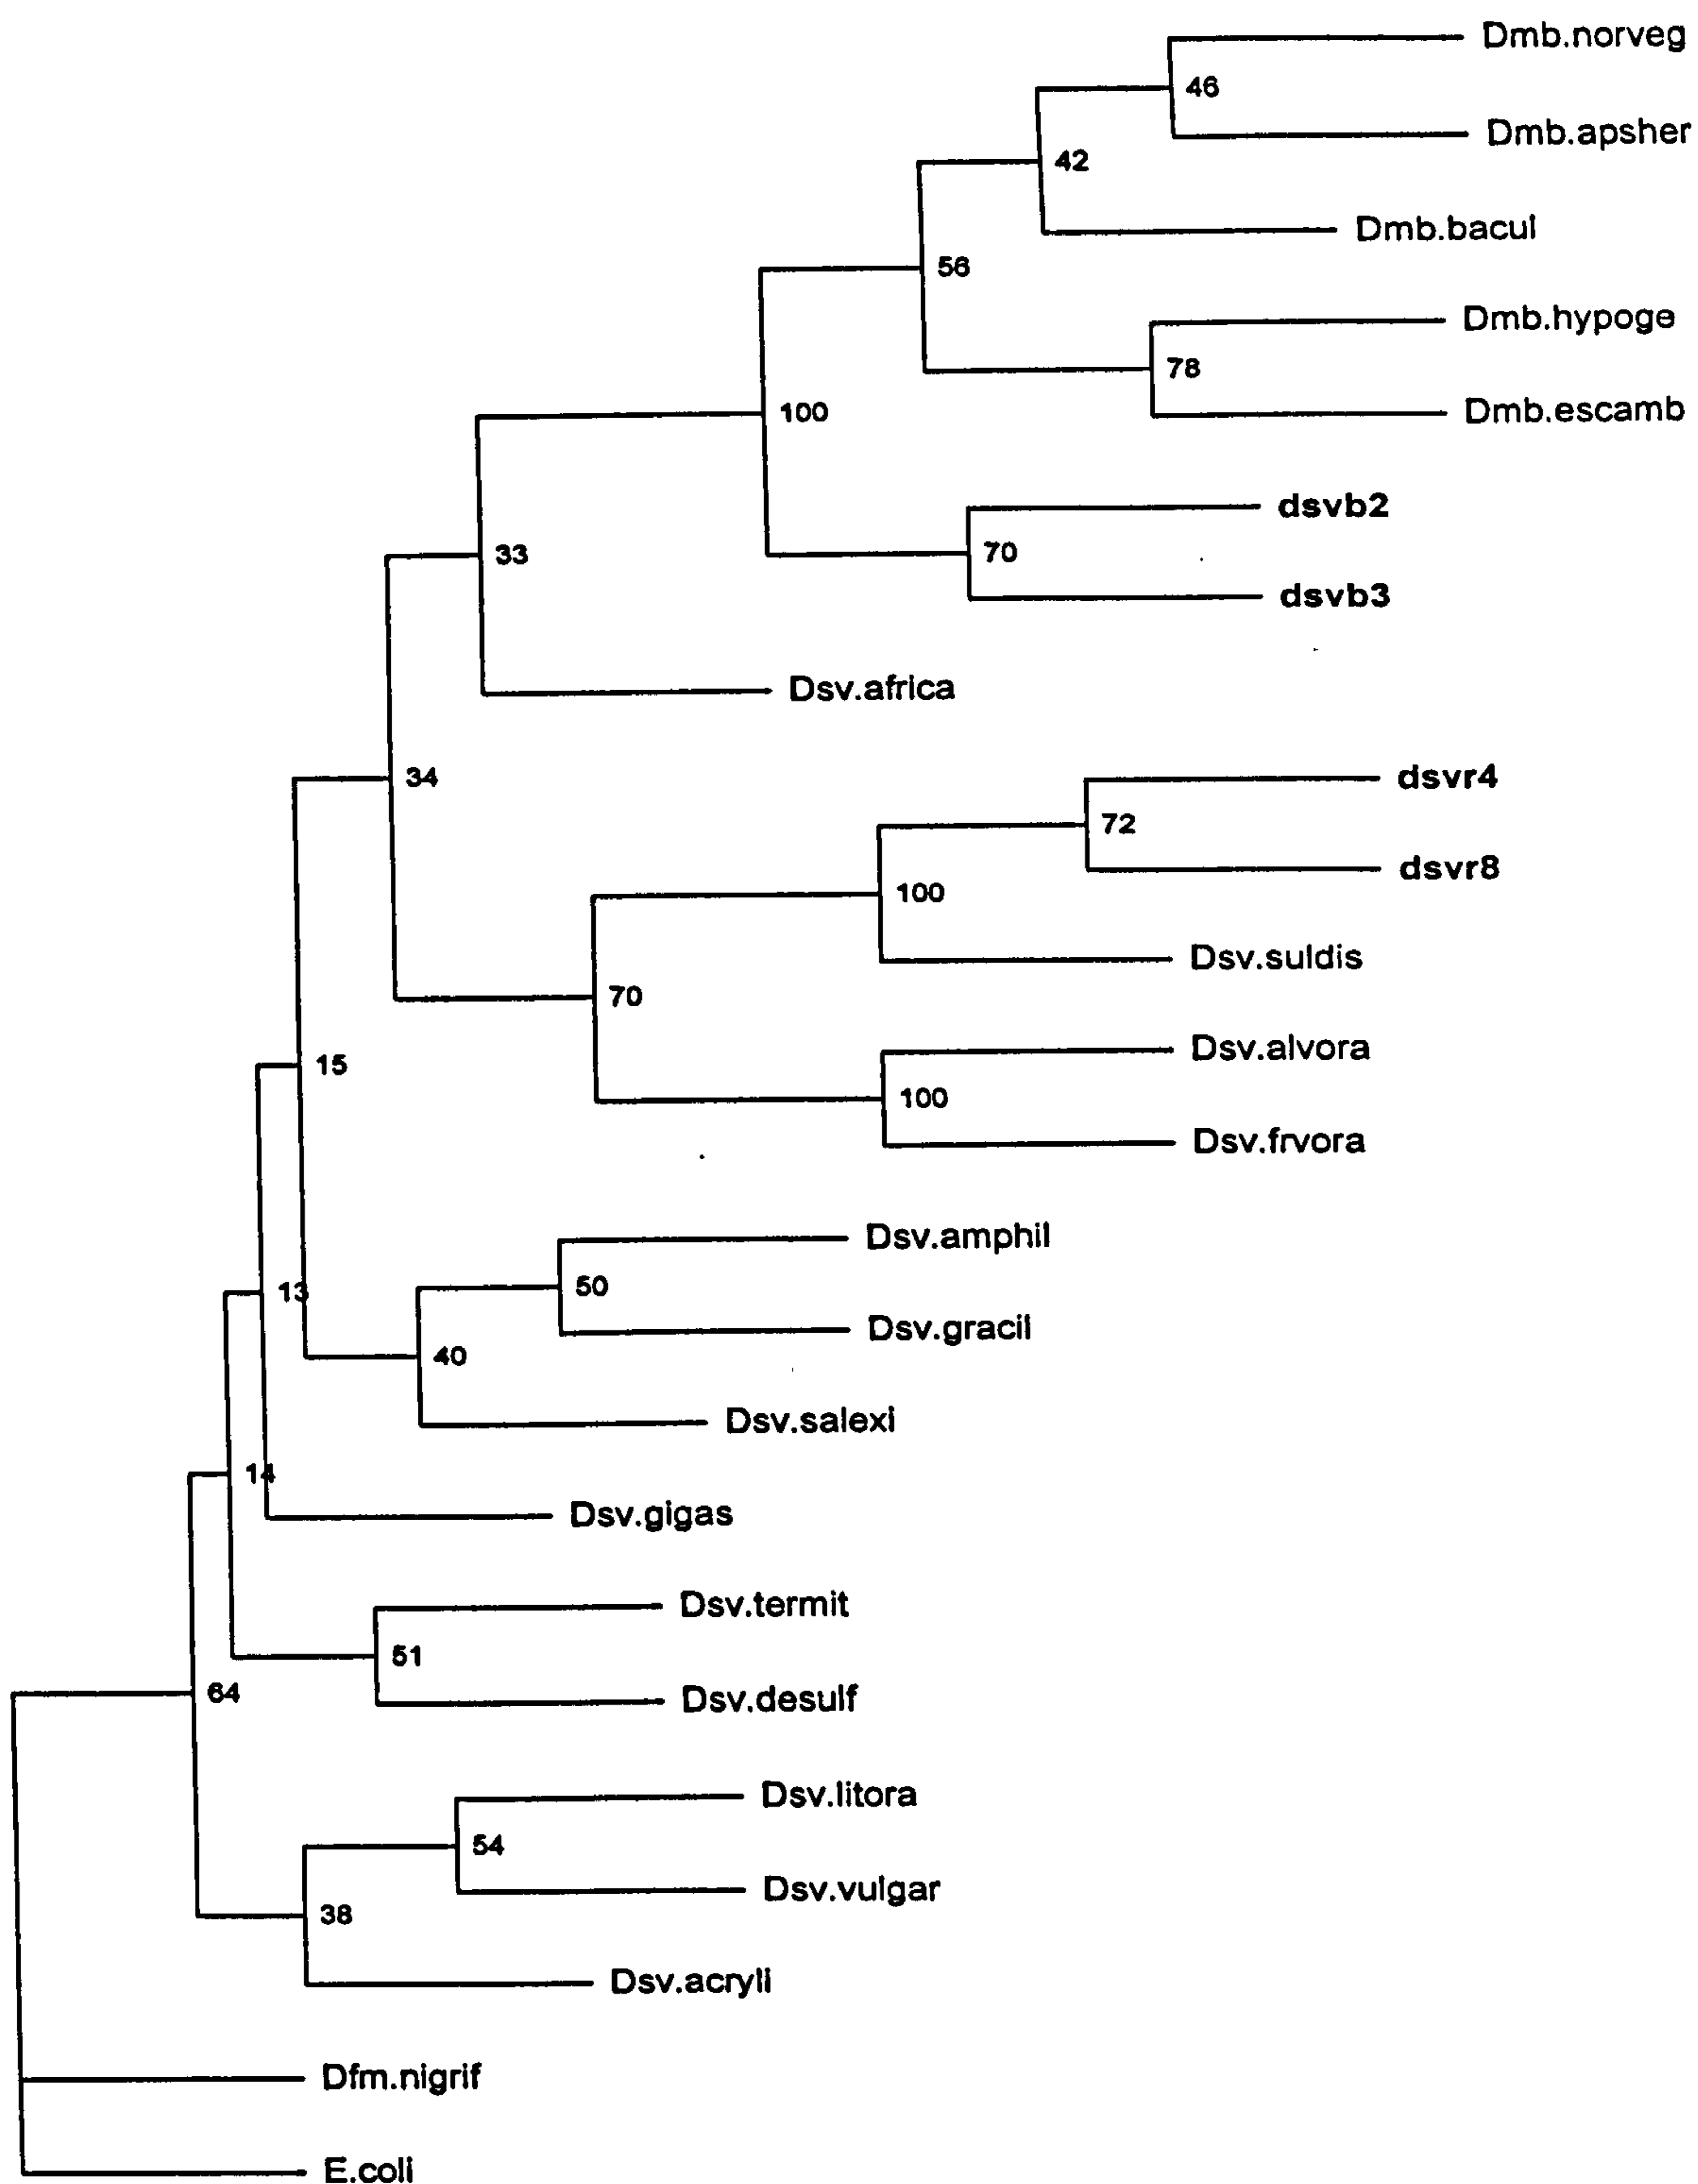 Dmb.norveg
46
Dmb.apsher
42
Dmb.bacul
56
Dmb.hypoge
78
Dmb.escamb
100
dsvb2
70
dsvb3
33
Dsv.africa
34
dsvr4
72
dsvr8
100
Dsv.suldis
70
Dsv.alvora
15
100
Dsv.frvora
Dsv.amphil
50
13
Dsv.gracil
40
Dsv.salexi
14
Dsv.gigas
Dsv.termit
51
64
Dsv.desulf
Dsv.litora
54
Dsv.vulgar
38
Dsv.acryli
Dfm.nigrif
E.coli